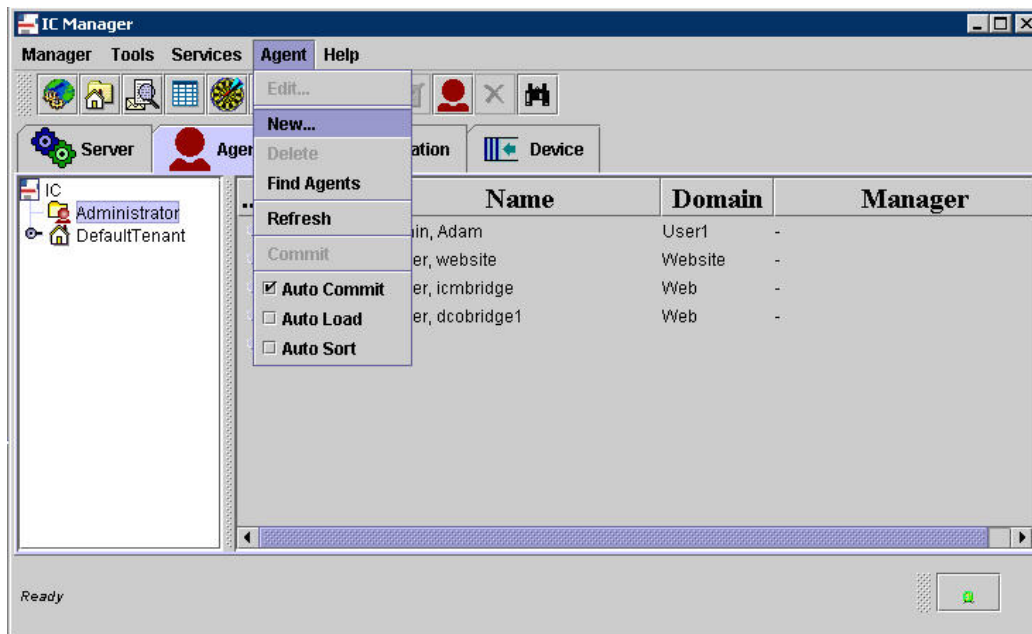 IC Manager
Manager Tools Services Agent Help
Edit...
New...
Delete
Find Agents
Refresh
Commit
Auto Commit
Auto Load
Auto Sort
Server Agen ation Device
IC
Administrator
DefaultTenant
... Name Domain Manager
in, Adam User1 -
er, website Website -
er, icmbridge Web -
er, dcobridge1 Web -
Ready